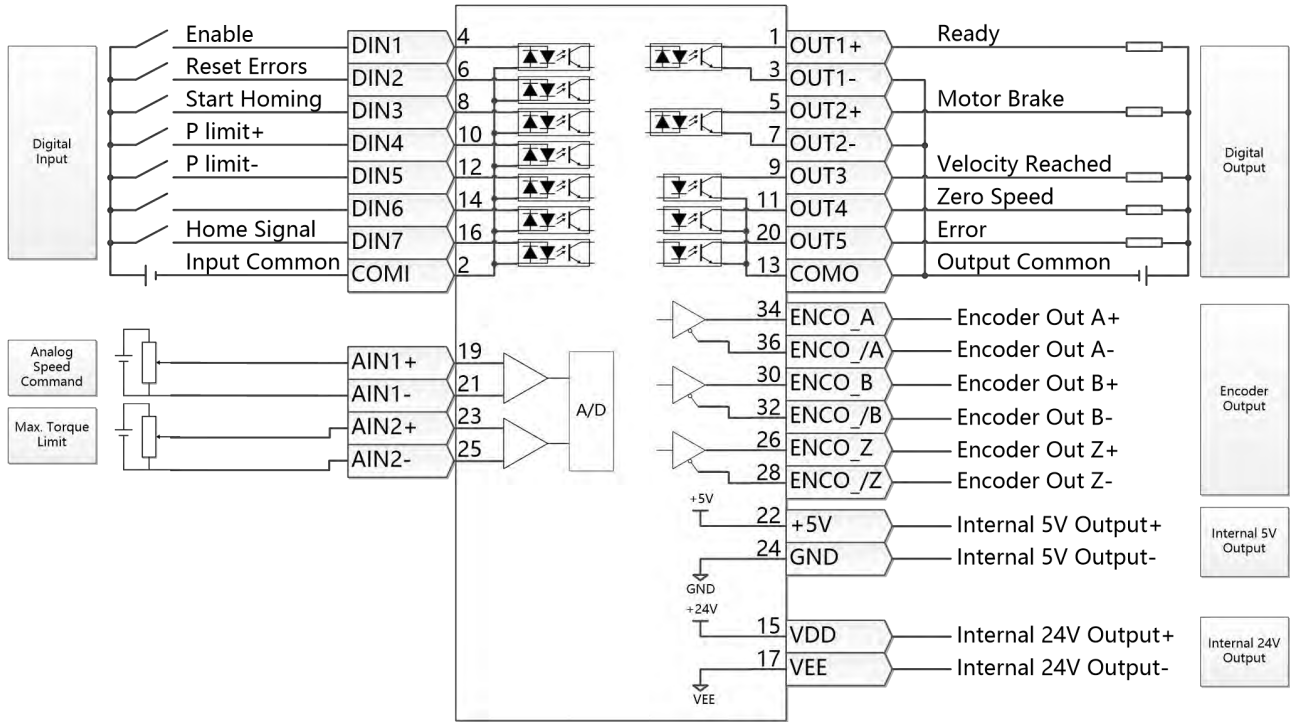 Digital
Input
Enable
DIN1
4
Reset Errors
DIN2
6
Start Homing
DIN3
8
P limit+
DIN4
10
P limit-
DIN5
12
DIN6
14
Home Signal
DIN7
16
Input Common
COMI
2
Analog
Speed
Command
AIN1+
19
AIN1-
21
Max. Torque
Limit
AIN2+
23
AIN2-
25
A/D
1
OUT1+
Ready
3
OUT1-
5
OUT2+
Motor Brake
7
OUT2-
9
OUT3
Velocity Reached
11
OUT4
Zero Speed
20
OUT5
Error
13
COMO
Output Common
Digital
Output
34
ENCO_A
Encoder Out A+
36
ENCO_/A
Encoder Out A-
30
ENCO_B
Encoder Out B+
32
ENCO_/B
Encoder Out B-
26
ENCO_Z
Encoder Out Z+
28
ENCO_/Z
Encoder Out Z-
Encoder
Output
+5V
22
+5V
Internal 5V Output+
24
GND
Internal 5V Output-
GND
Internal 5V
Output
+24V
15
VDD
Internal 24V Output+
17
VEE
Internal 24V Output-
VEE
Internal 24V
Output